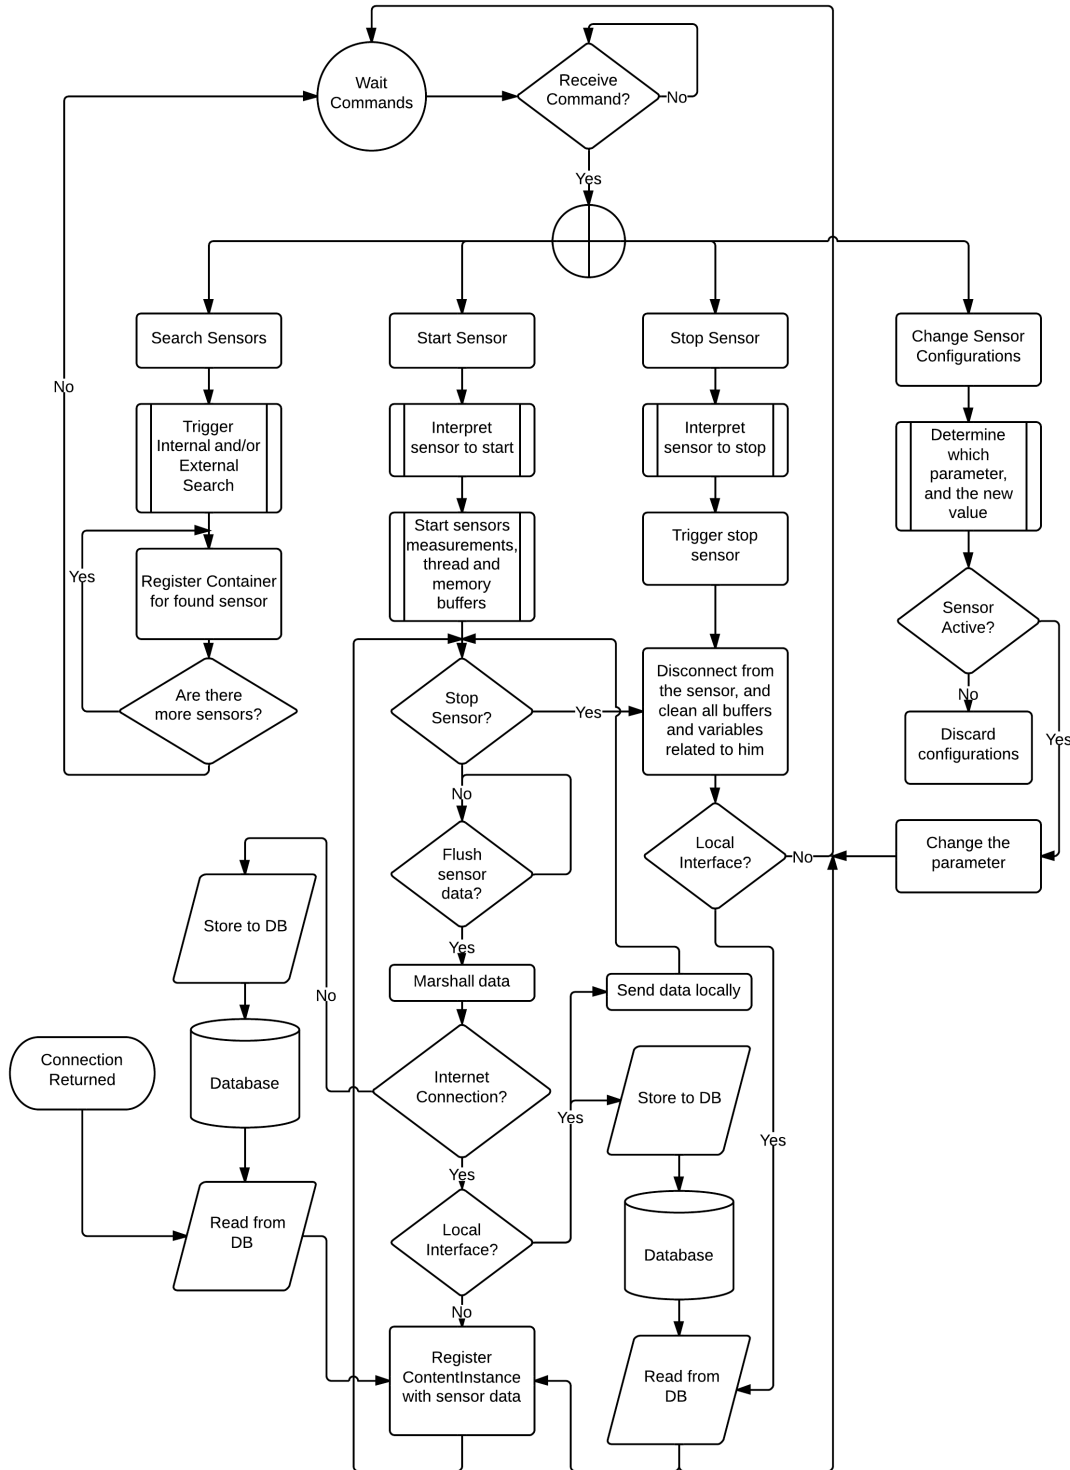 Wait
Commands
Receive
Command?
No
Yes
Search Sensors
Start Sensor
Stop Sensor
Change Sensor
Configurations
No
Trigger
Internal and/or
External
Search
Interpret
sensor to start
Interpret
sensor to stop
Determine
which
parameter,
and the new
value
Start sensors
measurements,
thread and
memory
buffers
Trigger stop
sensor
Yes
Register Container
for found sensor
Sensor
Active?
Are there
more sensors?
Stop
Sensor?
Yes
Disconnect from
the sensor, and
clean all buffers
and variables
related to him
No
Discard
configurations
Yes
No
Flush
sensor
data?
Local
Interface?
No
Change the
parameter
Store to DB
Yes
Marshall data
Send data locally
No
Connection
Returned
Database
Internet
Connection?
Store to DB
Yes
Yes
Yes
Read from
DB
Local
Interface?
Database
No
Register
ContentInstance
with sensor data
Read from
DB